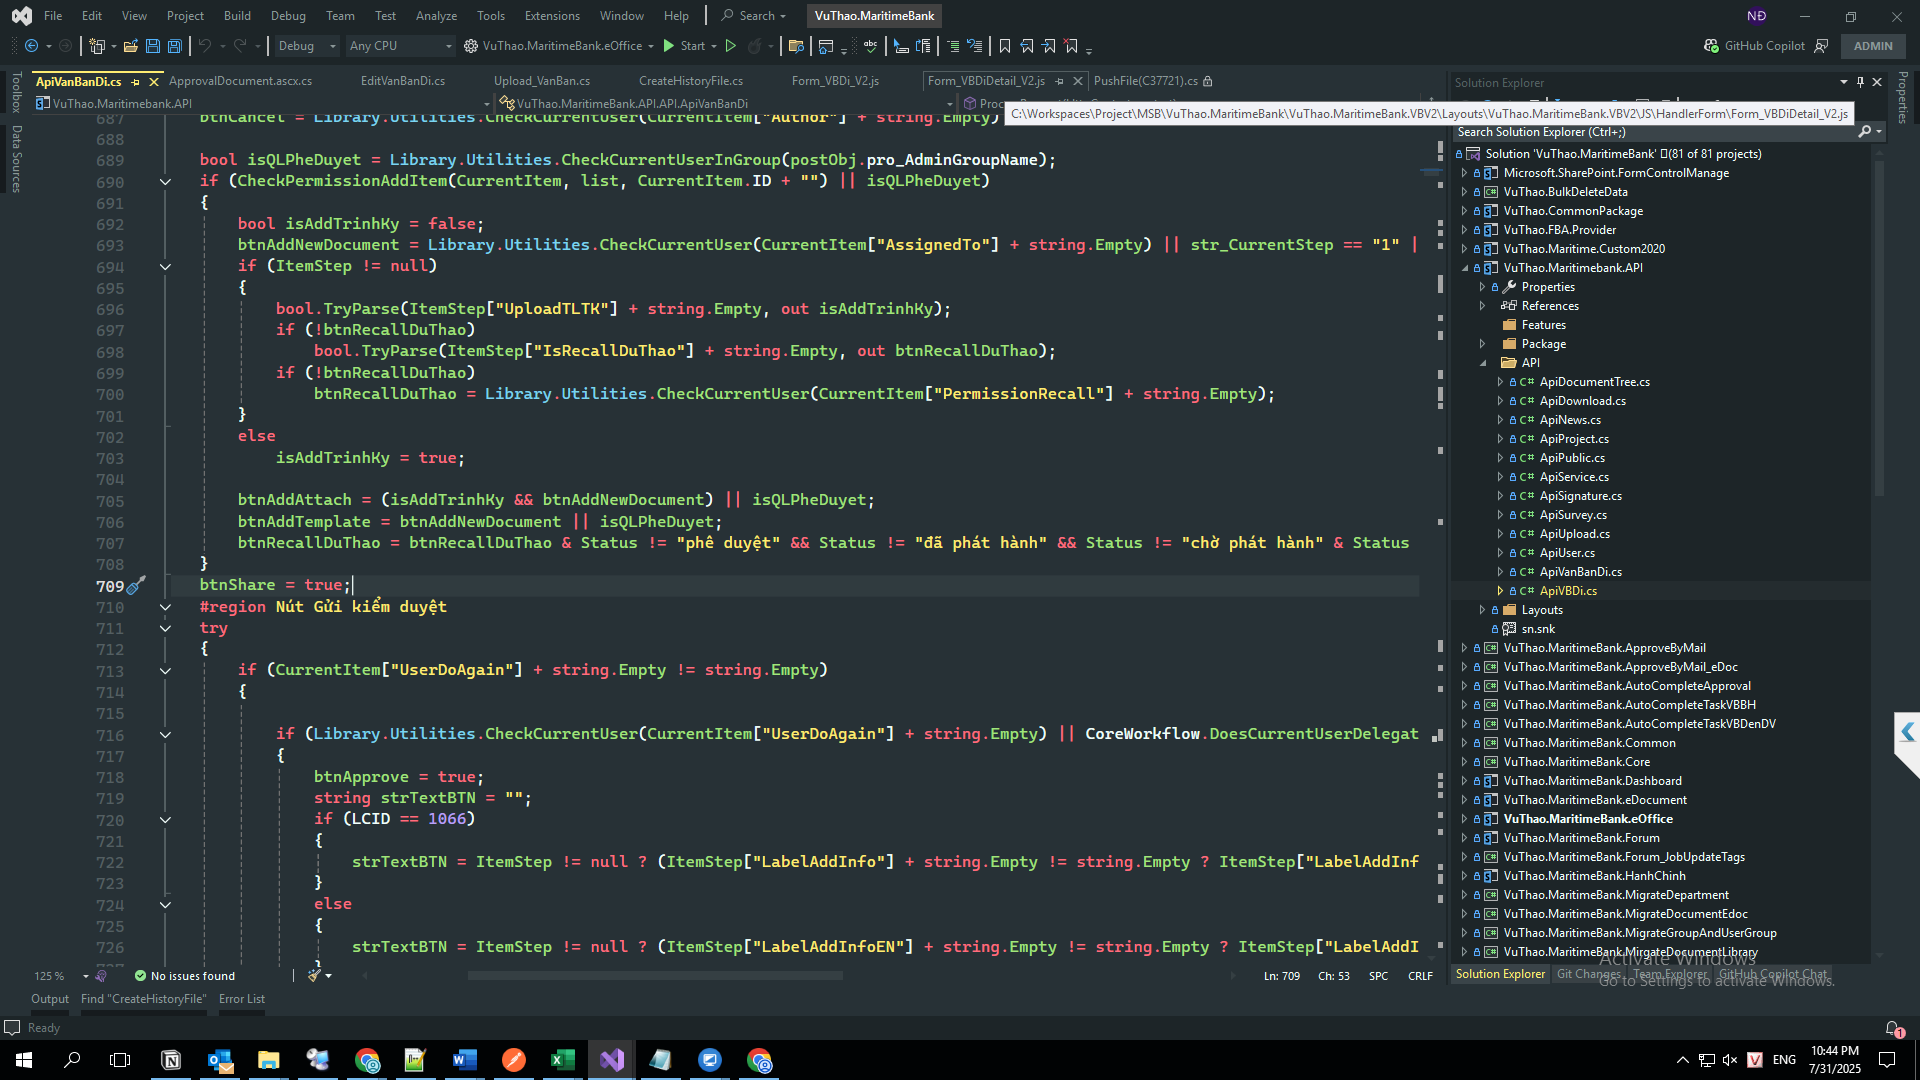 File Edit View Project Build Debug Team Test Analyze Tools Extensions Window Help Search VuThao.MaritimeBank NĐ
Debug Any CPU VuThao.MaritimeBank.eOffice Start GitHub Copilot ADMIN
ApiVanBanDi.cs ApprovalDocument.ascx.cs EditVanBanDi.cs Upload_VanBan.cs CreateHistoryFile.cs Form_VBDi_V2.js Form_VBDiDetail_V2.js PushFile(C37721).cs
VuThao.Maritimebank.API VuThao.MaritimeBank.API.API.ApiVanBanDi
C:\Workspaces\Project\MSB\VuThao.MaritimeBank\VuThao.MaritimeBank.VBV2\Layouts\VuThao.MaritimeBank.VBV2\JS\HandlerForm\Form_VBDiDetail_V2.js
Toolbox
Data Sources
687 btnCancel = Library.Utilities.CheckCurrentUser(CurrentItem["Author"] + string.Empty)
688
689 bool isQLPheDuyet = Library.Utilities.CheckCurrentUserInGroup(postObj.pro_AdminGroupName);
690 if (CheckPermissionAddItem(CurrentItem, list, CurrentItem.ID + "") || isQLPheDuyet)
691 {
692 bool isAddTrinhKy = false;
693 btnAddNewDocument = Library.Utilities.CheckCurrentUser(CurrentItem["AssignedTo"] + string.Empty) || str_CurrentStep == "1" |
694 if (ItemStep != null)
695 {
696 bool.TryParse(ItemStep["UploadTLTK"] + string.Empty, out isAddTrinhKy);
697 if (!btnRecallDuThao)
698 bool.TryParse(ItemStep["IsRecallDuThao"] + string.Empty, out btnRecallDuThao);
699 if (!btnRecallDuThao)
700 btnRecallDuThao = Library.Utilities.CheckCurrentUser(CurrentItem["PermissionRecall"] + string.Empty);
701 }
702 else
703 isAddTrinhKy = true;
704
705 btnAddAttach = (isAddTrinhKy && btnAddNewDocument) || isQLPheDuyet;
706 btnAddTemplate = btnAddNewDocument || isQLPheDuyet;
707 btnRecallDuThao = btnRecallDuThao & Status != "phê duyệt" && Status != "đã phát hành" && Status != "chờ phát hành" & Status
708 }
709 btnShare = true;
710 #region Nút Gửi kiểm duyệt
711 try
712 {
713 if (CurrentItem["UserDoAgain"] + string.Empty != string.Empty)
714 {
715
716 if (Library.Utilities.CheckCurrentUser(CurrentItem["UserDoAgain"] + string.Empty) || CoreWorkflow.DoesCurrentUserDelegat
717 {
718 btnApprove = true;
719 string strTextBTN = "";
720 if (LCID == 1066)
721 {
722 strTextBTN = ItemStep != null ? (ItemStep["LabelAddInfo"] + string.Empty != string.Empty ? ItemStep["LabelAddInf
723 }
724 else
725 {
726 strTextBTN = ItemStep != null ? (ItemStep["LabelAddInfoEN"] + string.Empty != string.Empty ? ItemStep["LabelAddI
125 % No issues found Ln: 709 Ch: 53 SPC CRLF
Output Find "CreateHistoryFile" Error List
Ready
Solution Explorer
Properties
Search Solution Explorer (Ctrl+;)
Solution 'VuThao.MaritimeBank' (81 of 81 projects)
Microsoft.SharePoint.FormControlManage
VuThao.BulkDeleteData
VuThao.CommonPackage
VuThao.FBA.Provider
VuThao.Maritime.Custom2020
VuThao.Maritimebank.API
Properties
References
Features
Package
API
ApiDocumentTree.cs
ApiDownload.cs
ApiNews.cs
ApiProject.cs
ApiPublic.cs
ApiService.cs
ApiSignature.cs
ApiSurvey.cs
ApiUpload.cs
ApiUser.cs
ApiVanBanDi.cs
ApiVBDi.cs
Layouts
sn.snk
VuThao.MaritimeBank.ApproveByMail
VuThao.MaritimeBank.ApproveByMail_eDoc
VuThao.MaritimeBank.AutoCompleteApproval
VuThao.MaritimeBank.AutoCompleteTaskVBBH
VuThao.MaritimeBank.AutoCompleteTaskVBDenDV
VuThao.MaritimeBank.Common
VuThao.MaritimeBank.Core
VuThao.MaritimeBank.Dashboard
VuThao.MaritimeBank.eDocument
VuThao.MaritimeBank.eOffice
VuThao.MaritimeBank.Forum
VuThao.MaritimeBank.Forum_JobUpdateTags
VuThao.MaritimeBank.HanhChinh
VuThao.MaritimeBank.MigrateDepartment
VuThao.MaritimeBank.MigrateDocumentEdoc
VuThao.MaritimeBank.MigrateGroupAndUserGroup
VuThao.MaritimeBank.MigrateDocumentLibrary
Activate Windows
Solution Explorer Git Changes Team Explorer GitHub Copilot Chat
Go to Settings to activate Windows.
ENG
10:44 PM
7/31/2025